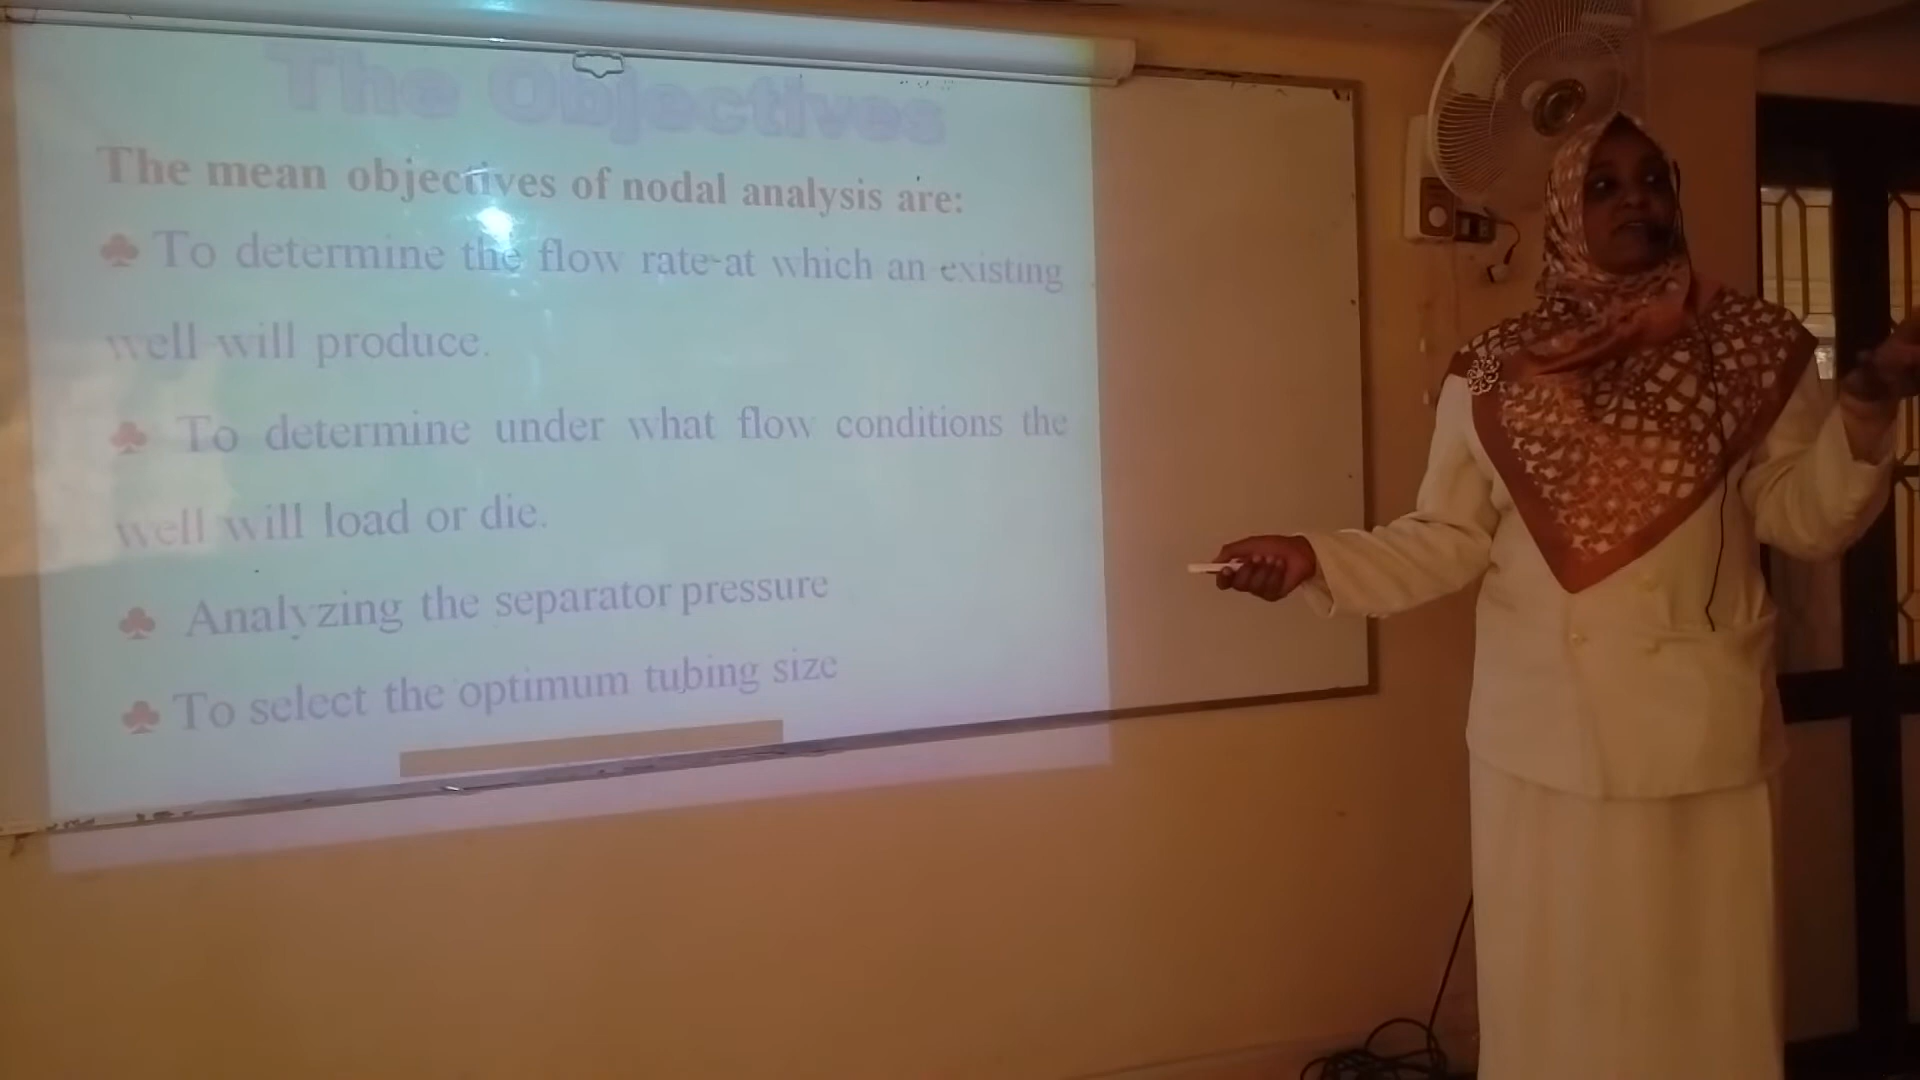 The Objectives
The mean objectives of nodal analysis are:
♣ To determine the flow rate at which an existing
well will produce.
♣ To determine under what flow conditions the
well will load or die.
♣ Analyzing the separator pressure
♣ To select the optimum tubing size